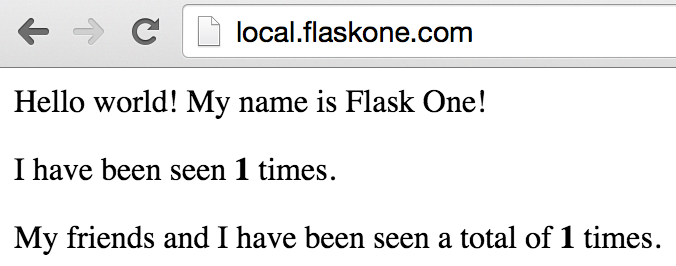 local.flaskone.com
Hello world! My name is Flask One!
I have been seen 1 times.
My friends and I have been seen a total of 1 times.